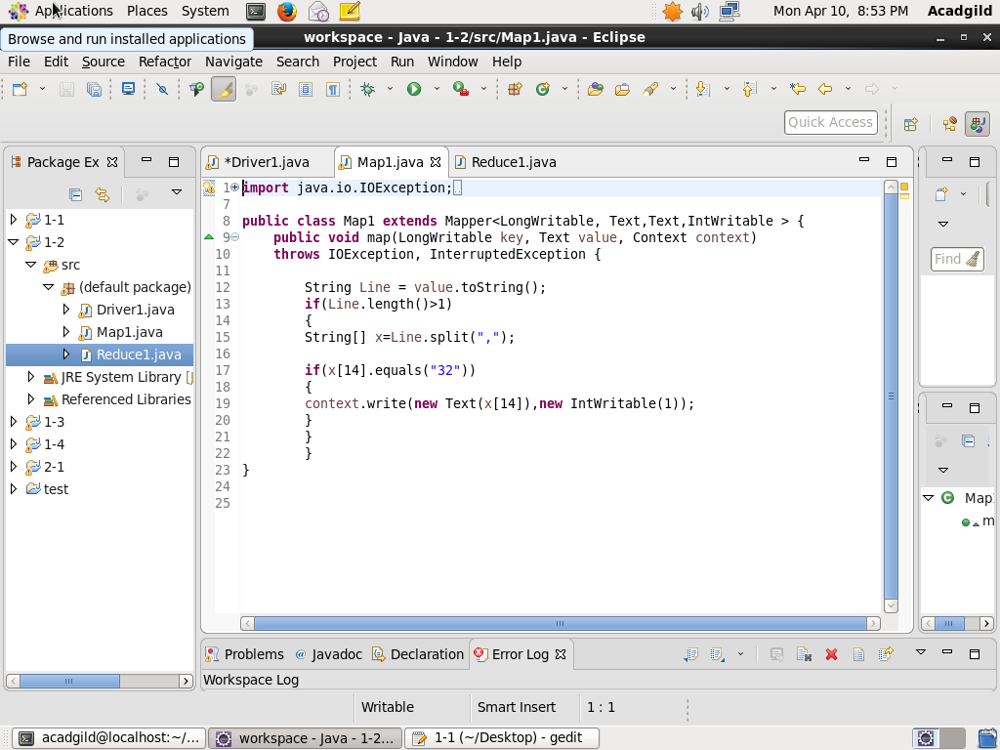 Applications Places System Mon Apr 10, 8:53 PM Acadgild
Browse and run installed applications
workspace - Java - 1-2/src/Map1.java - Eclipse
File Edit Source Refactor Navigate Search Project Run Window Help
Quick Access
Package Ex
*Driver1.java Map1.java Reduce1.java
1-1
1-2
src
(default package)
Driver1.java
Map1.java
Reduce1.java
JRE System Library [J
Referenced Libraries
1-3
1-4
2-1
test
1 import java.io.IOException;
7
8 public class Map1 extends Mapper<LongWritable, Text,Text,IntWritable > {
9 public void map(LongWritable key, Text value, Context context)
10 throws IOException, InterruptedException {
11
12 String Line = value.toString();
13 if(Line.length()>1)
14 {
15 String[] x=Line.split(",");
16
17 if(x[14].equals("32"))
18 {
19 context.write(new Text(x[14]),new IntWritable(1));
20 }
21 }
22 }
23 }
24
25
Find
Map
m
Problems @ Javadoc Declaration Error Log
Workspace Log
Writable Smart Insert 1 : 1
acadgild@localhost:~/... workspace - Java - 1-2... 1-1 (~/Desktop) - gedit